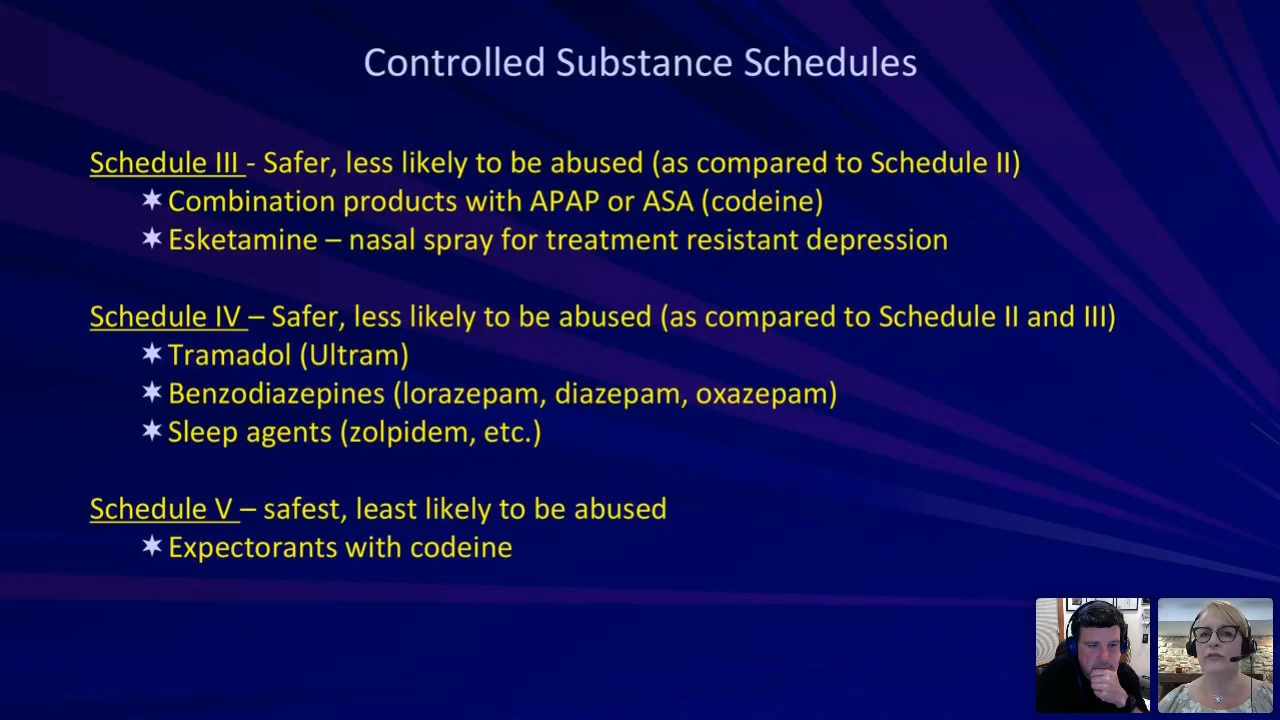 Controlled Substance Schedules
Schedule III - Safer, less likely to be abused (as compared to Schedule II)
Combination products with APAP or ASA (codeine)
Esketamine – nasal spray for treatment resistant depression
Schedule IV – Safer, less likely to be abused (as compared to Schedule II and III)
Tramadol (Ultram)
Benzodiazepines (lorazepam, diazepam, oxazepam)
Sleep agents (zolpidem, etc.)
Schedule V – safest, least likely to be abused
Expectorants with codeine